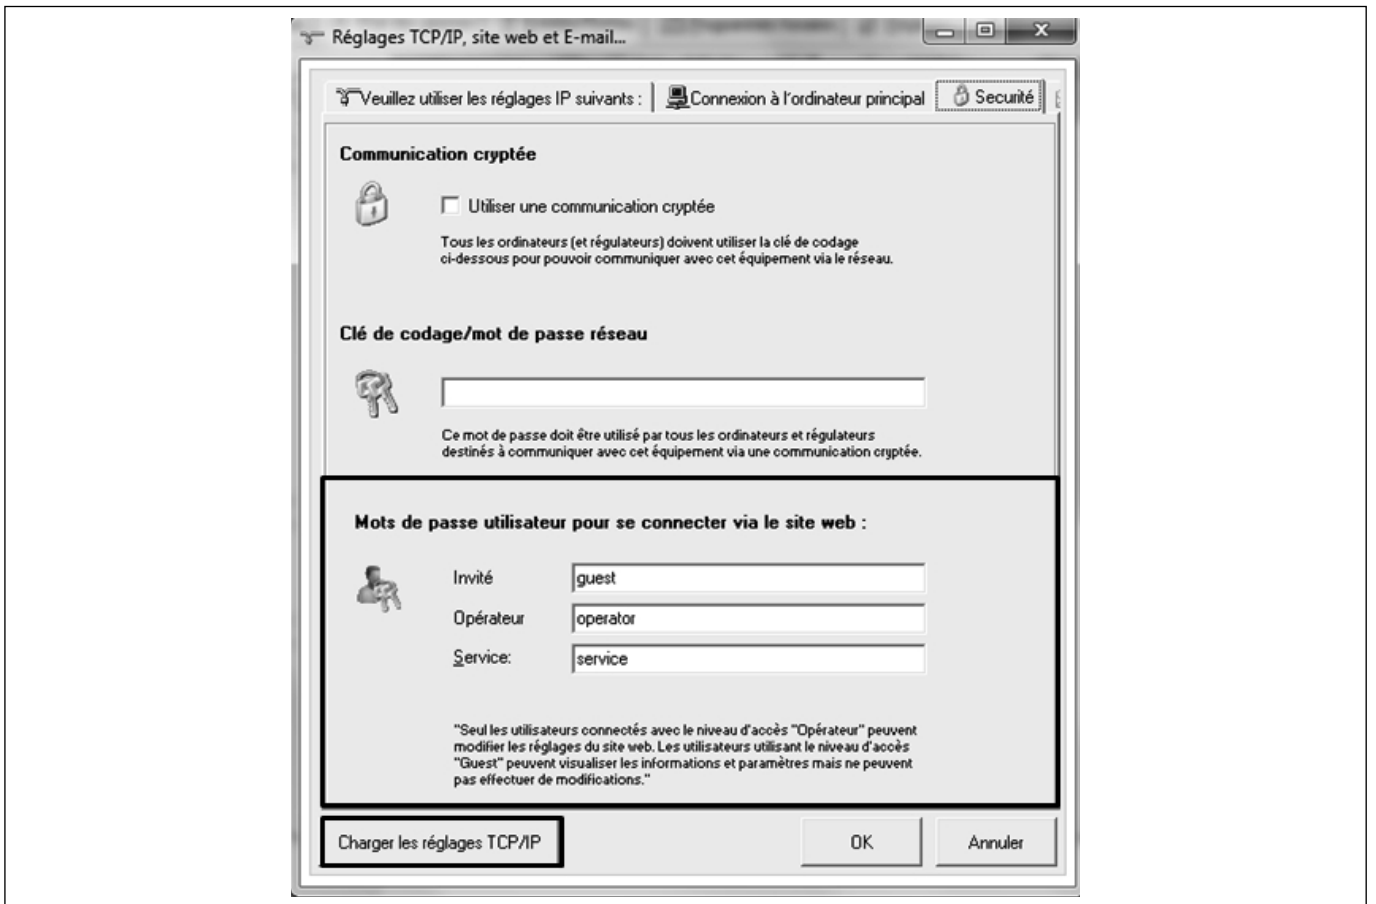 Réglages TCP/IP, site web et E-mail...
Veuillez utiliser les réglages IP suivants : Connexion à l'ordinateur principal Securité
Communication cryptée
Utiliser une communication cryptée
Tous les ordinateurs (et régulateurs) doivent utiliser la clé de codage
ci-dessous pour pouvoir communiquer avec cet équipement via le réseau.
Clé de codage/mot de passe réseau
Ce mot de passe doit être utilisé par tous les ordinateurs et régulateurs
destinés à communiquer avec cet équipement via une communication cryptée.
Mots de passe utilisateur pour se connecter via le site web :
Invité guest
Opérateur operator
Service: service
"Seul les utilisateurs connectés avec le niveau d'accès "Opérateur" peuvent
modifier les réglages du site web. Les utilisateurs utilisant le niveau d'accès
"Guest" peuvent visualiser les informations et paramètres mais ne peuvent
pas effectuer de modifications."
Charger les réglages TCP/IP OK Annuler